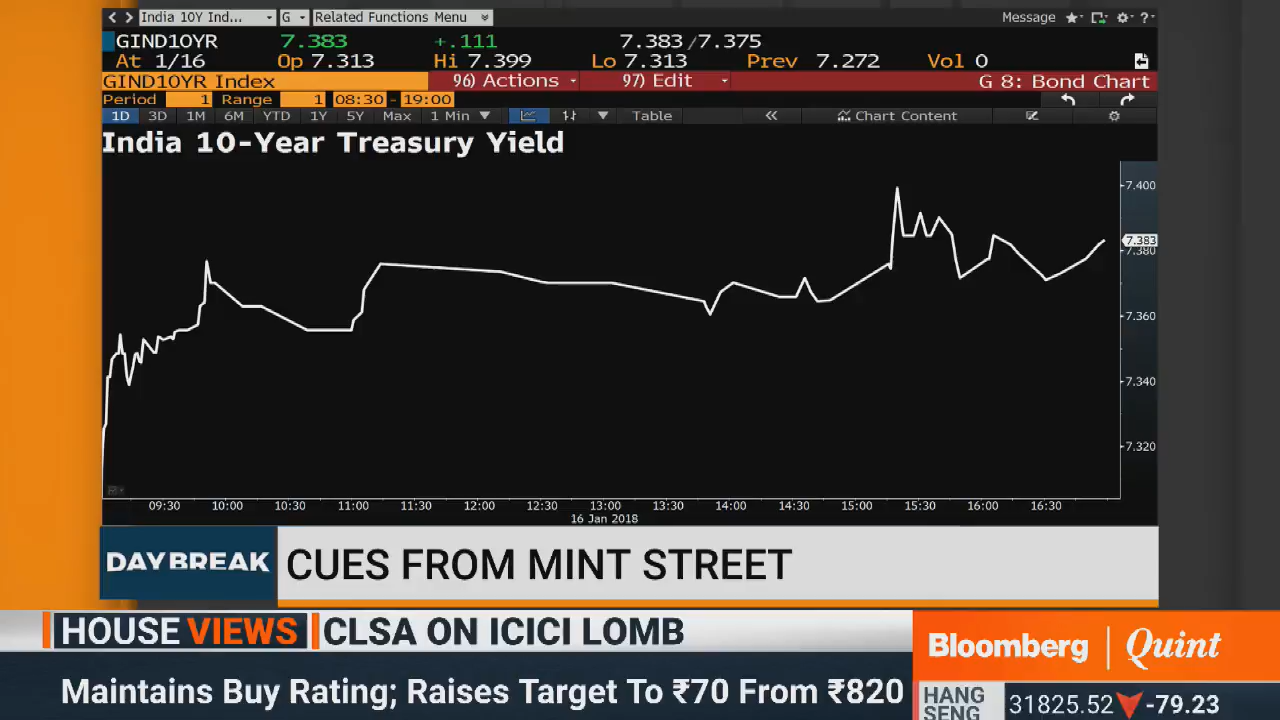 India 10Y Ind... G Related Functions Menu Message ?
GIND10YR 7.383 +.111 7.383 /7.375
At 1/16 Op 7.313 Hi 7.399 Lo 7.313 Prev 7.272 Vol 0
GIND10YR Index 96) Actions 97) Edit G 8: Bond Chart
Period 1 Range 1 08:30 - 19:00
1D 3D 1M 6M YTD 1Y 5Y Max 1 Min Table Chart Content
India 10-Year Treasury Yield
7.400
7.383
7.380
7.360
7.340
7.320
09:30 10:00 10:30 11:00 11:30 12:00 12:30 13:00 13:30 14:00 14:30 15:00 15:30 16:00 16:30
16 Jan 2018
DAYBREAK CUES FROM MINT STREET
HOUSE VIEWS CLSA ON ICICI LOMB
Maintains Buy Rating; Raises Target To ₹70 From ₹820
Bloomberg | Quint
HANG SENG 31825.52 -79.23